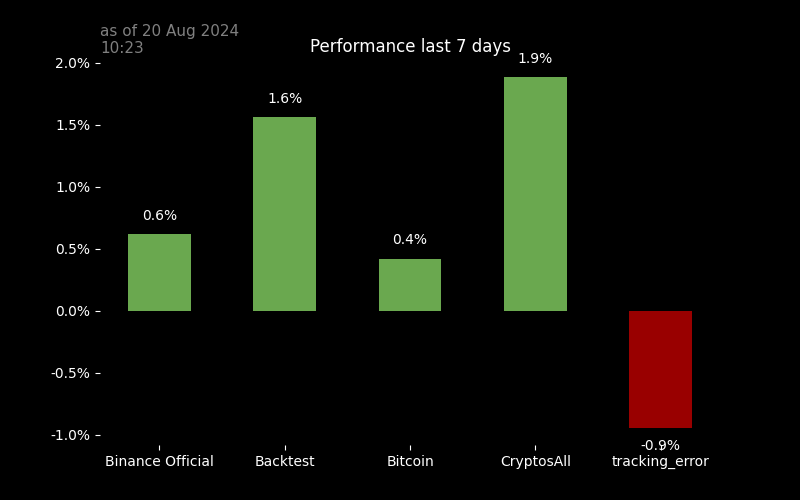 as of 20 Aug 2024
10:23
Performance last 7 days
2.0%
1.5%
1.0%
0.5%
0.0%
-0.5%
-1.0%
0.6%
1.6%
0.4%
1.9%
-0.9%
Binance Official
Backtest
Bitcoin
CryptosAll
tracking_error